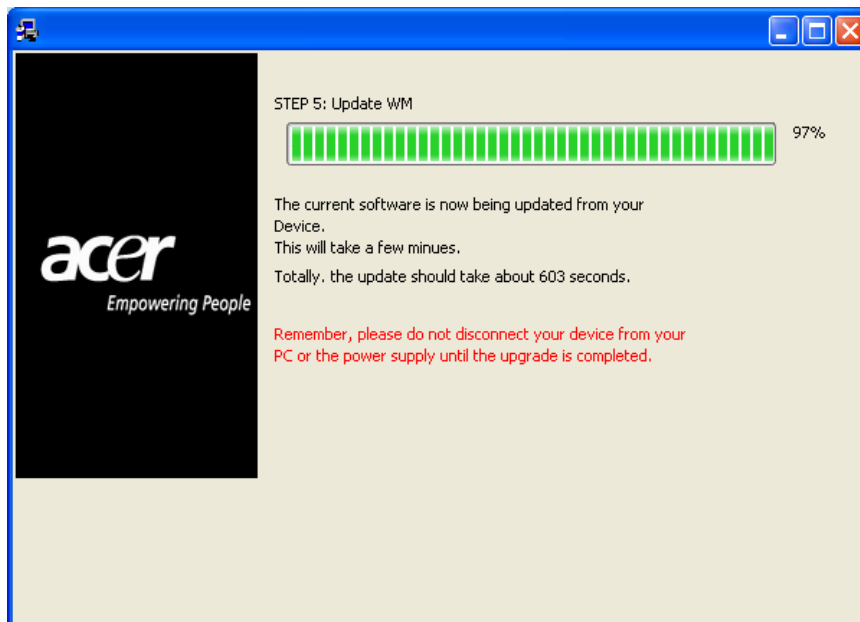 STEP 5: Update WM
97%
The current software is now being updated from your
Device.
This will take a few minues.
Totally. the update should take about 603 seconds.
acer
Empowering People
Remember, please do not disconnect your device from your
PC or the power supply until the upgrade is completed.